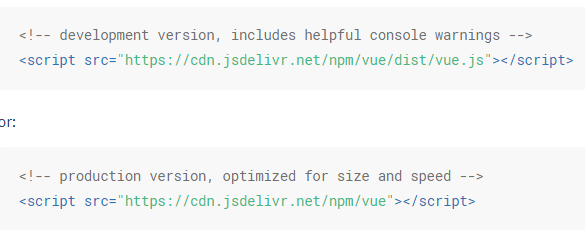 <!-- development version, includes helpful console warnings -->
<script src="https://cdn.jsdelivr.net/npm/vue/dist/vue.js"></script>
or:
<!-- production version, optimized for size and speed -->
<script src="https://cdn.jsdelivr.net/npm/vue"></script>